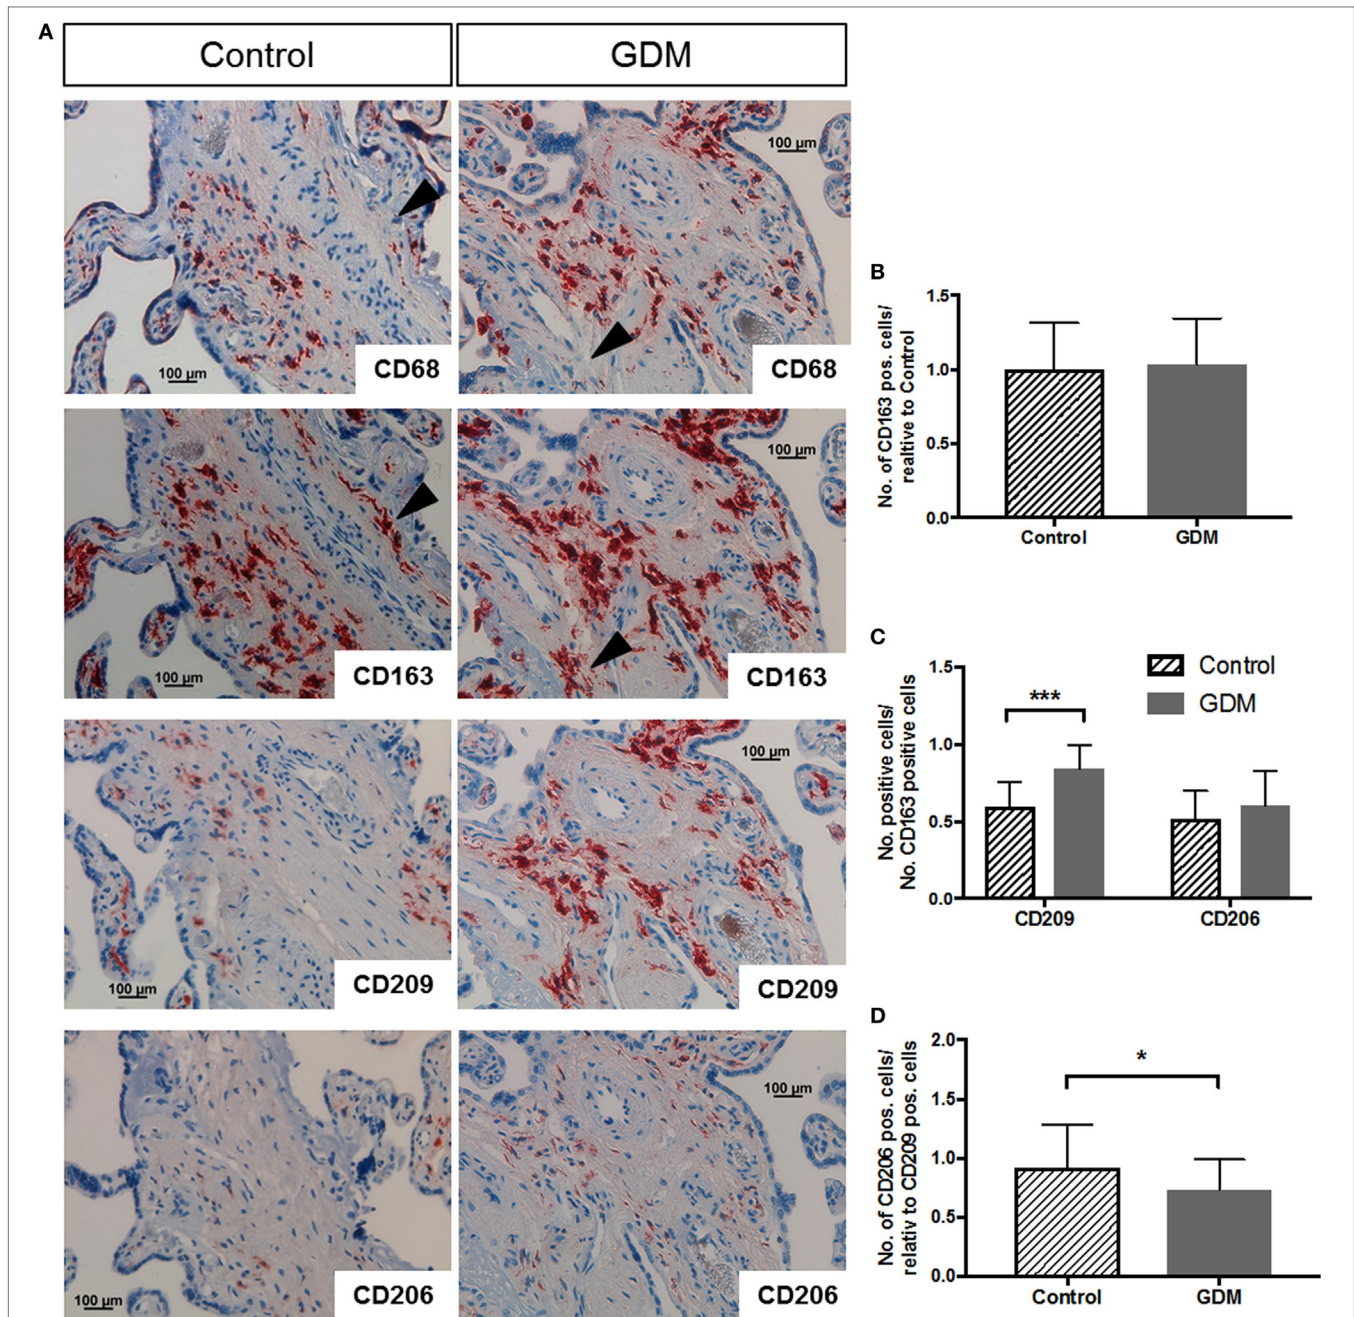 A
Control
GDM
100 µm
CD68
100 µm
CD68
100 µm
CD163
100 µm
CD163
100 µm
CD209
100 µm
CD209
100 µm
CD206
100 µm
CD206
B
No. of CD163 pos. cells/
realtive to Control
1.5
1.0
0.5
0.0
Control
GDM
C
No. positive cells/
No. CD163 positive cells
1.5
1.0
0.5
0.0
***
Control
GDM
CD209
CD206
D
No. of CD206 pos. cells/
relativ to CD209 pos. cells
2.0
1.5
1.0
0.5
0.0
*
Control
GDM